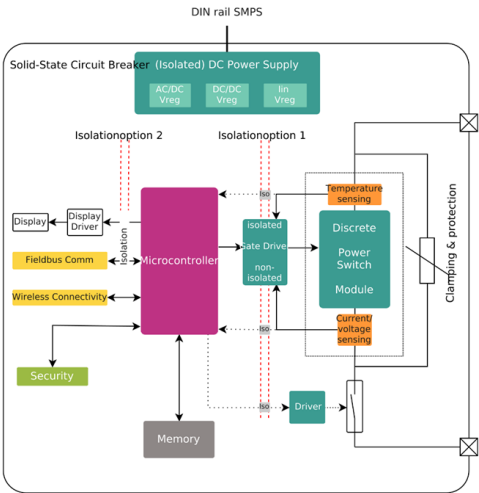 DIN rail SMPS
Solid-State Circuit Breaker
(Isolated) DC Power Supply
AC/DC
Vreg
DC/DC
Vreg
Iin
Vreg
Isolationoption 2
Isolationoption 1
Iso
Temperature
sensing
Display
Display
Driver
Isolation
Microcontroller
isolated
Gate Driver
non-
isolated
Discrete
Power
Switch
Module
Clamping & protection
Fieldbus Comm
Wireless Connectivity
Iso
Current/
voltage
sensing
Security
Iso
Driver
Memory